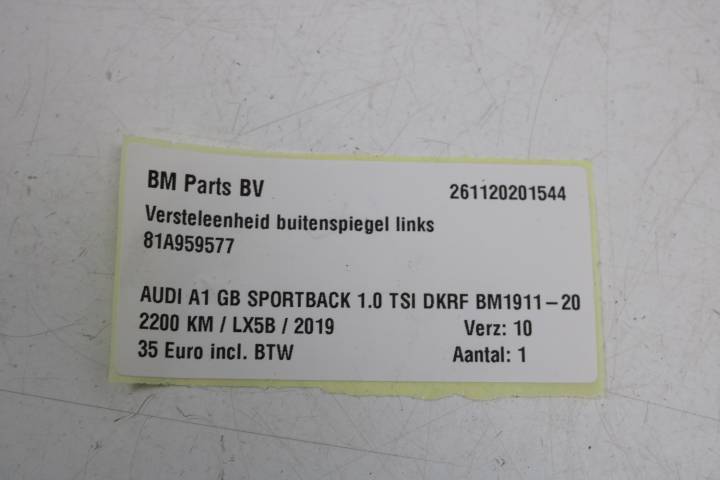 BM Parts BV 261120201544
Versteleenheid buitenspiegel links
81A959577
AUDI A1 GB SPORTBACK 1.0 TSI DKRF BM1911-20
2200 KM / LX5B / 2019 Verz: 10
35 Euro incl. BTW Aantal: 1